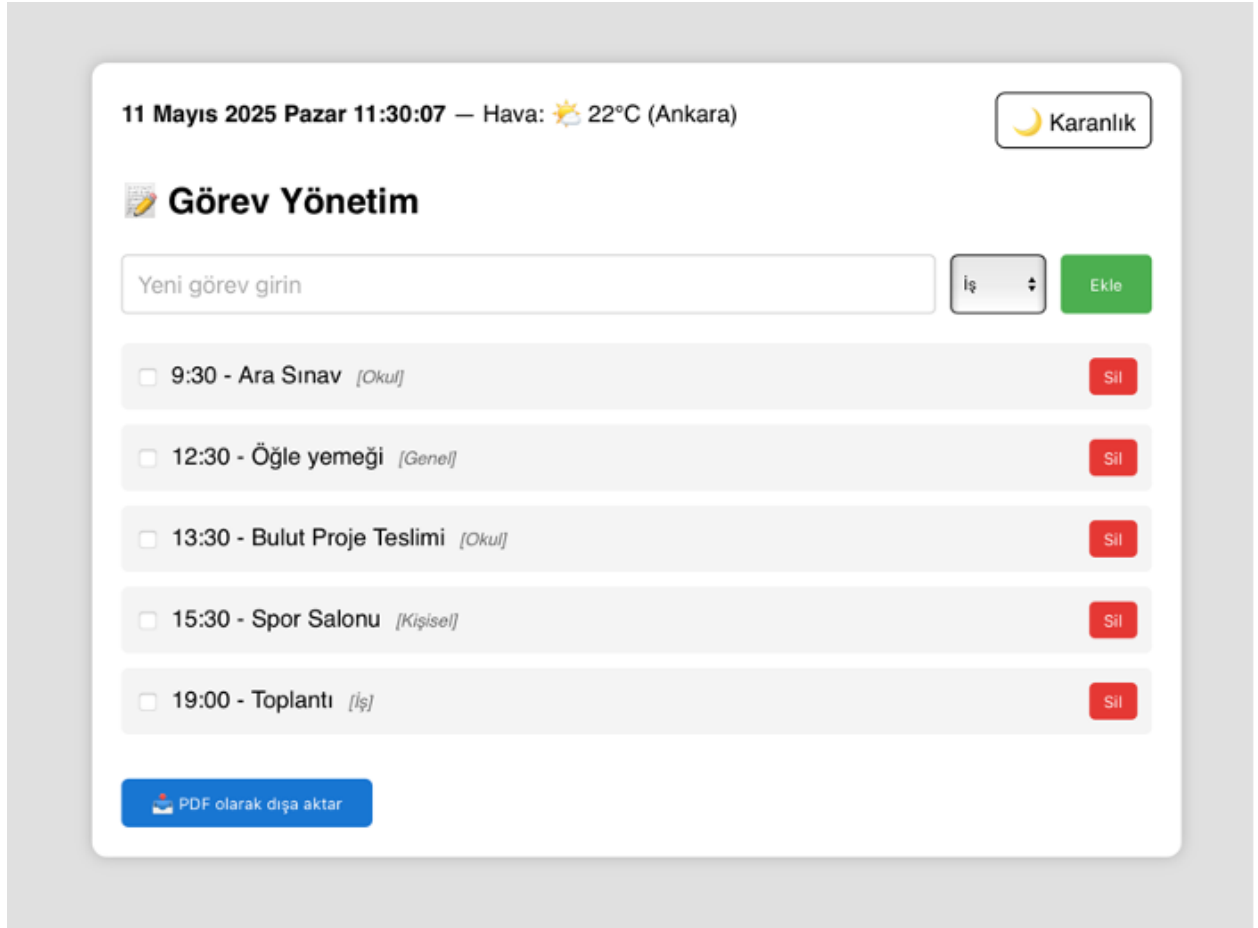 11 Mayıs 2025 Pazar 11:30:07 — Hava: 🌤️ 22°C (Ankara)
🌙 Karanlık
📝 Görev Yönetim
Yeni görev girin
İş
Ekle
9:30 - Ara Sınav [Okul]
Sil
12:30 - Öğle yemeği [Genel]
Sil
13:30 - Bulut Proje Teslimi [Okul]
Sil
15:30 - Spor Salonu [Kişisel]
Sil
19:00 - Toplantı [İş]
Sil
📤 PDF olarak dışa aktar